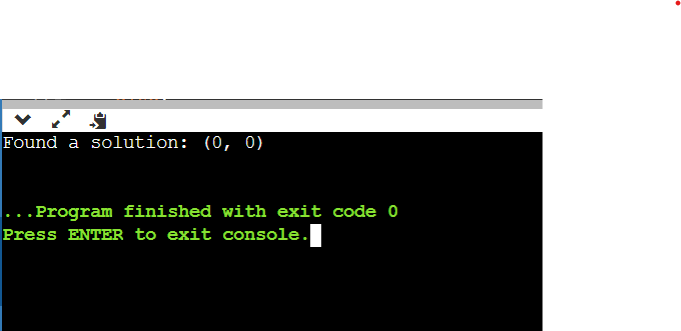 Found a solution: (0, 0)
...Program finished with exit code 0
Press ENTER to exit console.